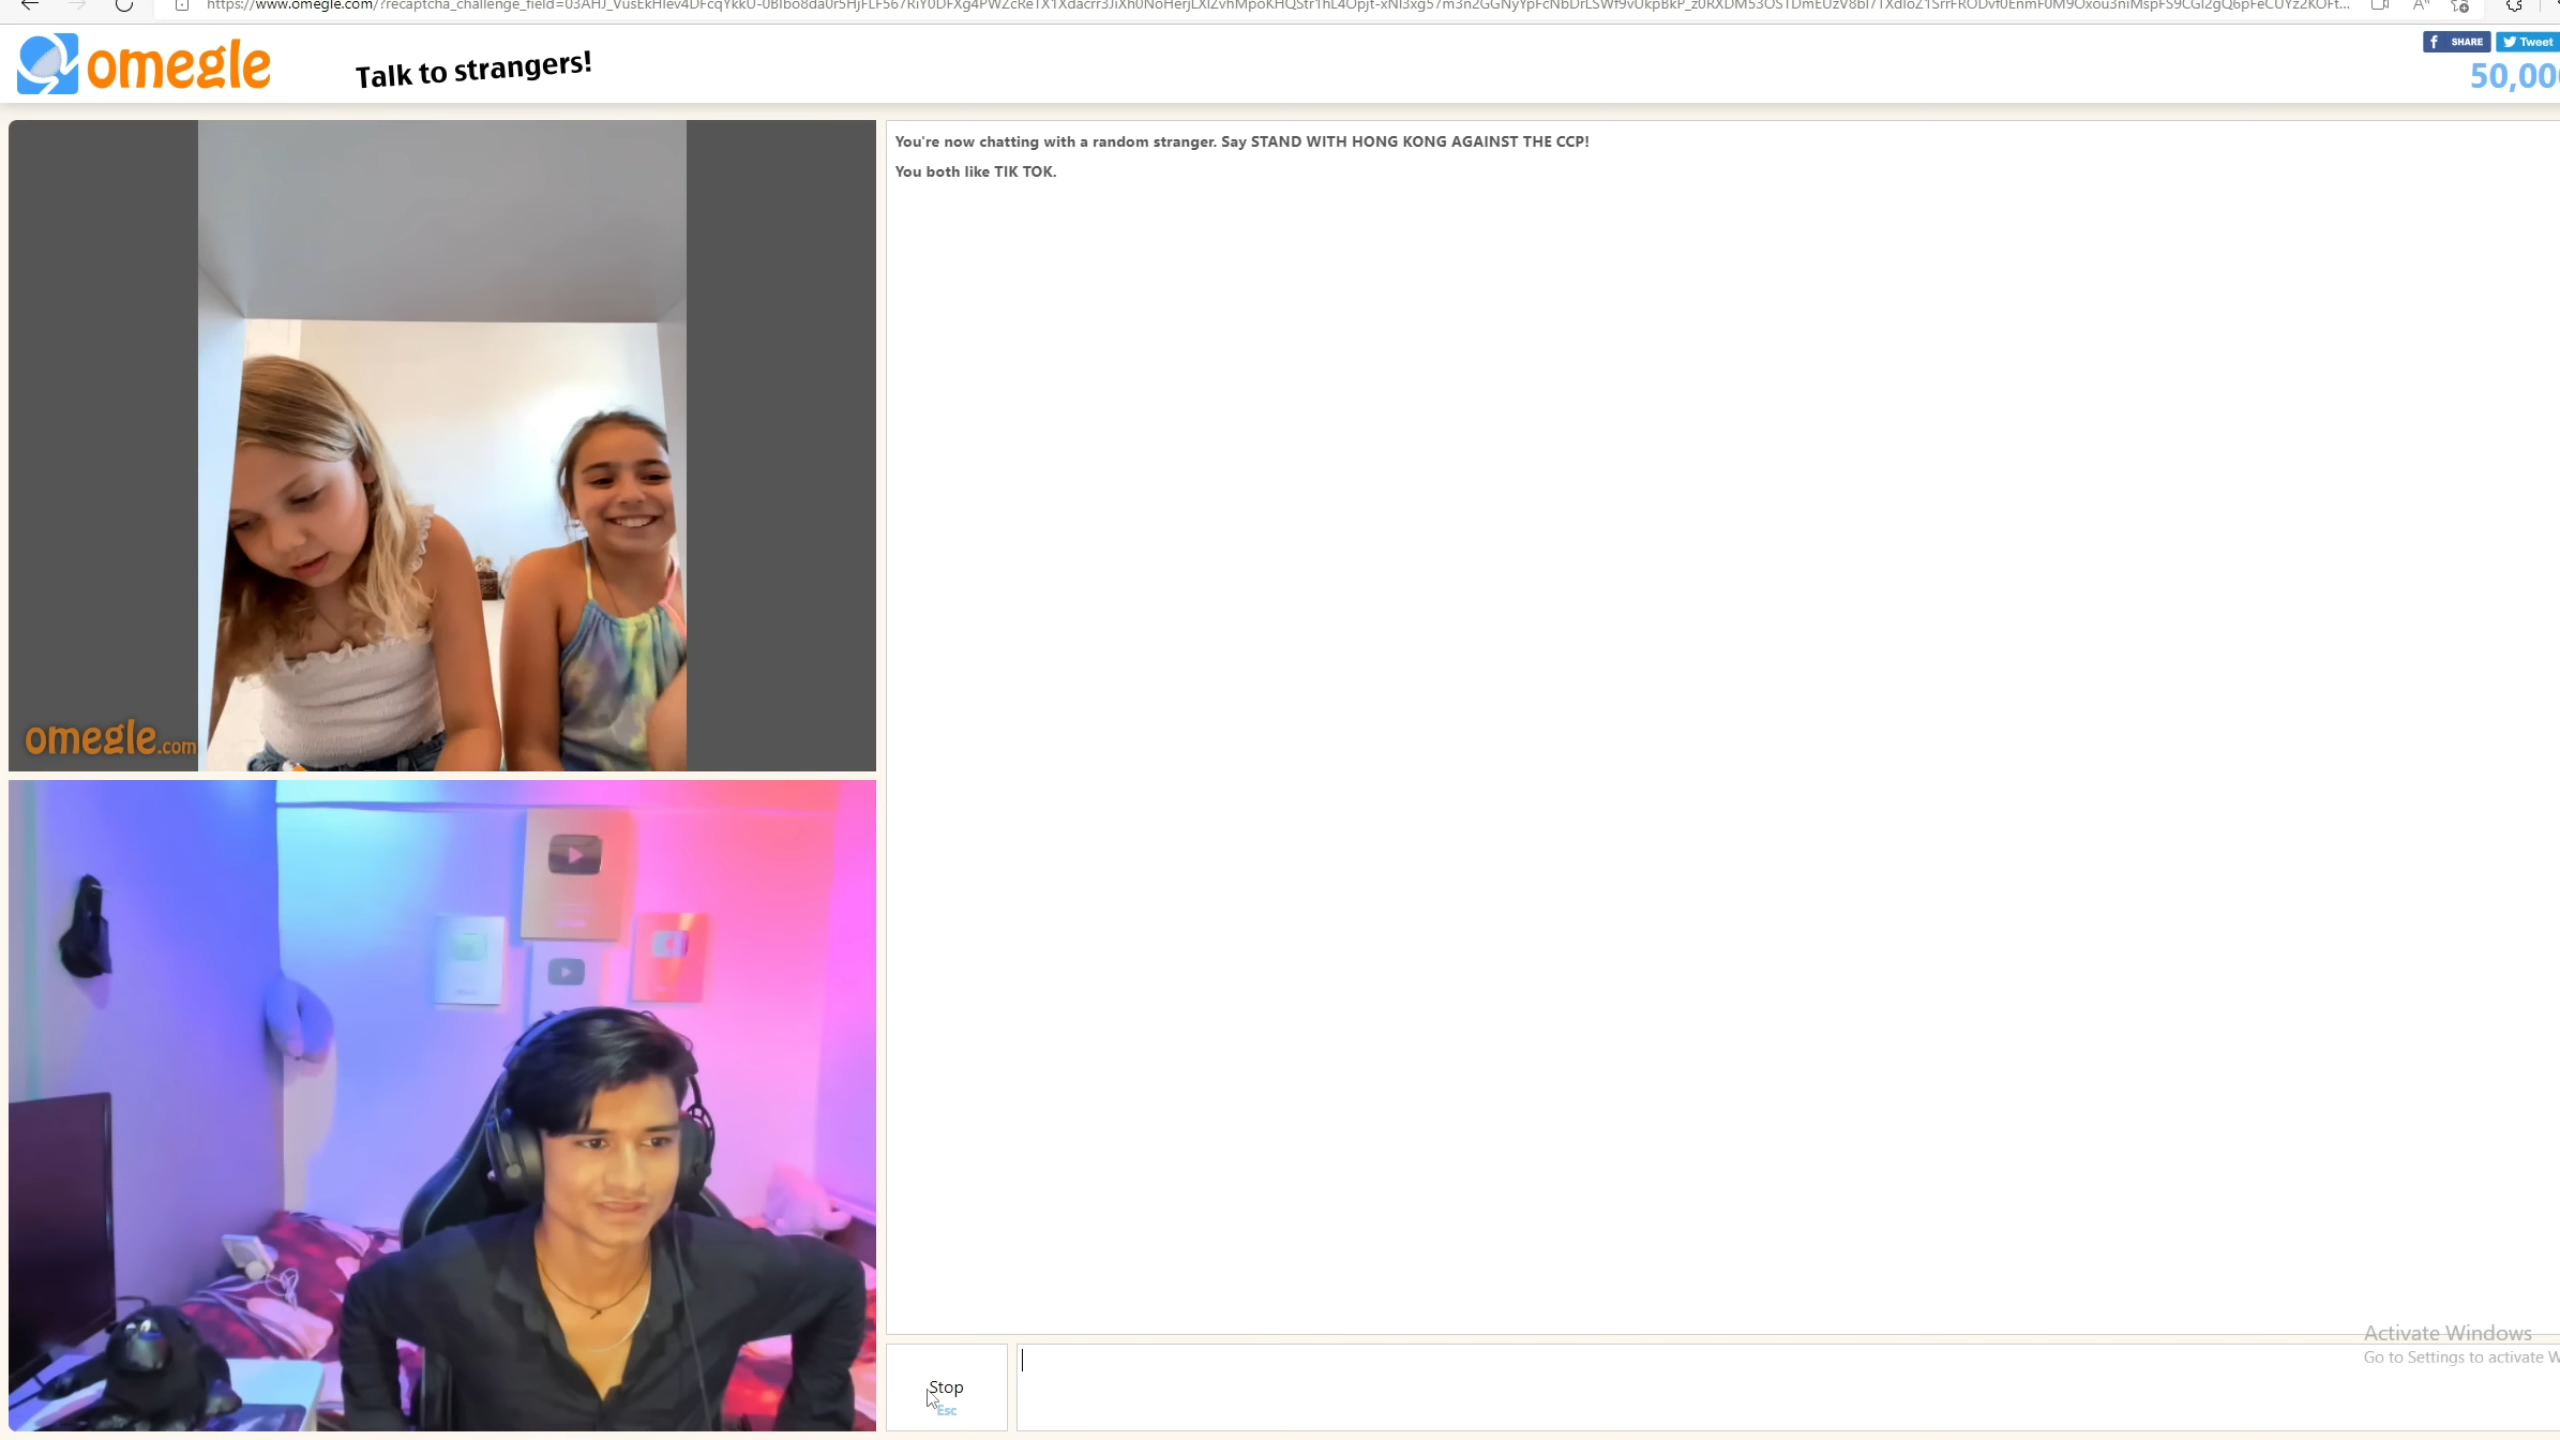 omegle
Talk to strangers!
SHARE
Tweet
50,00
You're now chatting with a random stranger. Say STAND WITH HONG KONG AGAINST THE CCP!
You both like TIK TOK.
omegle.com
Stop
Esc
Activate Windows
Go to Settings to activate W